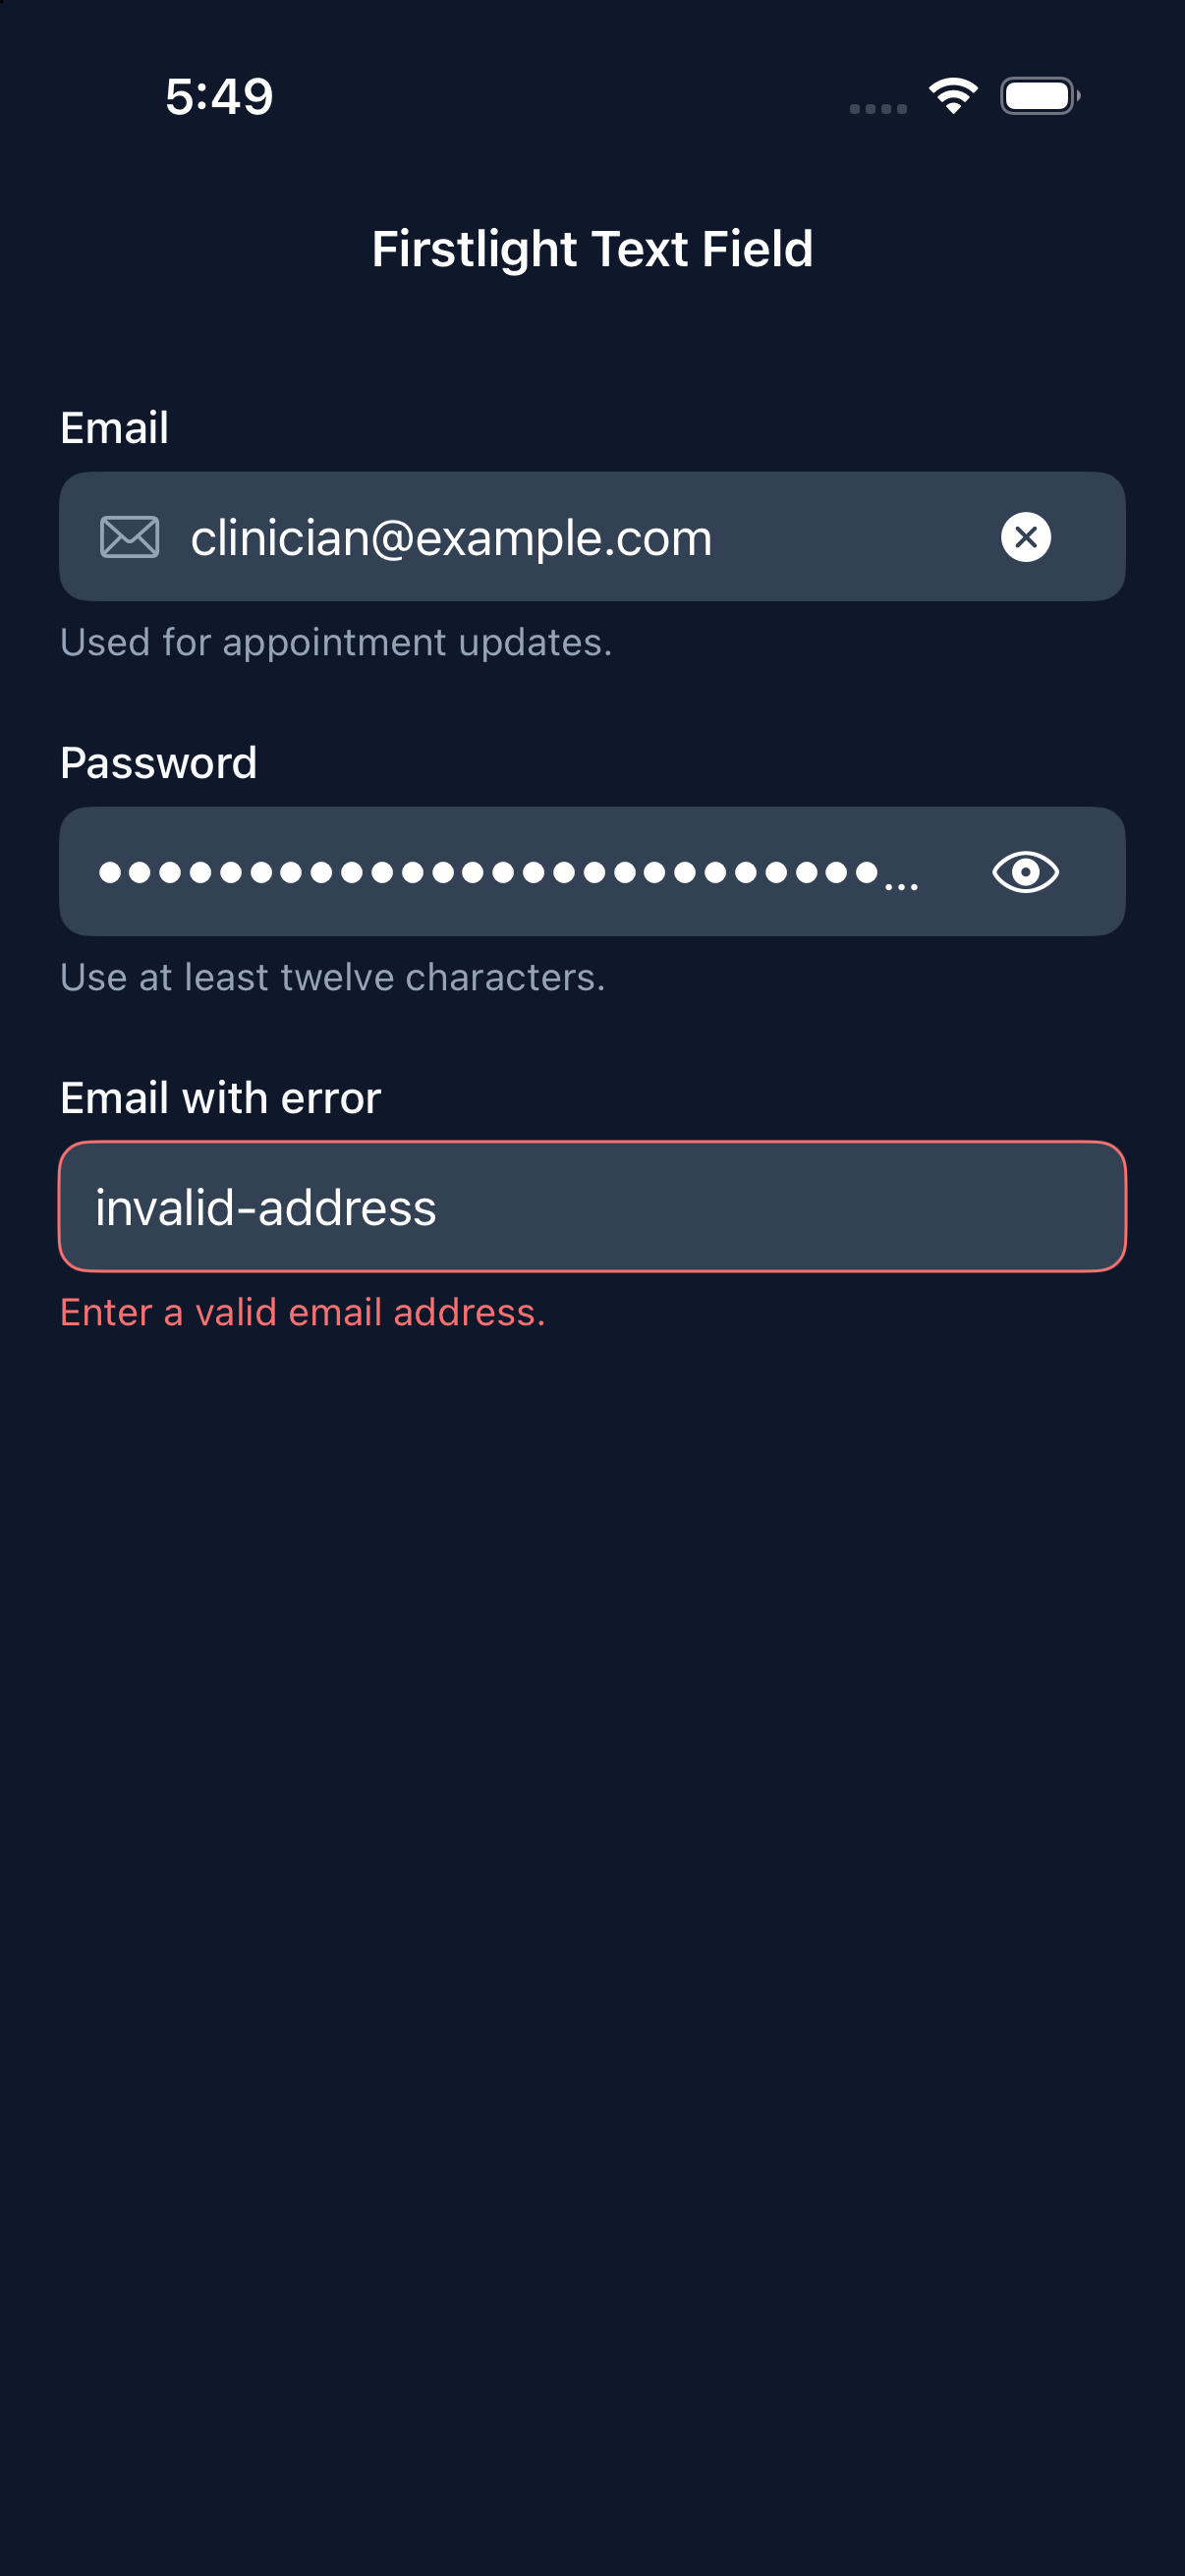 5:49
Firstlight Text Field
Email
clinician@example.com
Used for appointment updates.
Password
••••••••••••••••••••••••••…
Use at least twelve characters.
Email with error
invalid-address
Enter a valid email address.